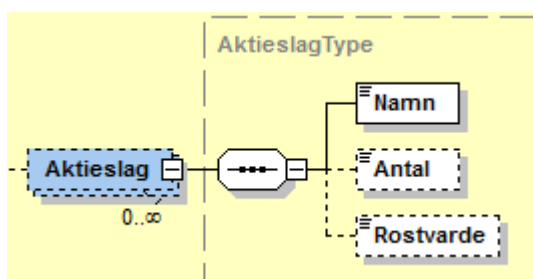 AktieslagType
Namn
Aktieslag
Antal
0..∞
Rostvarde